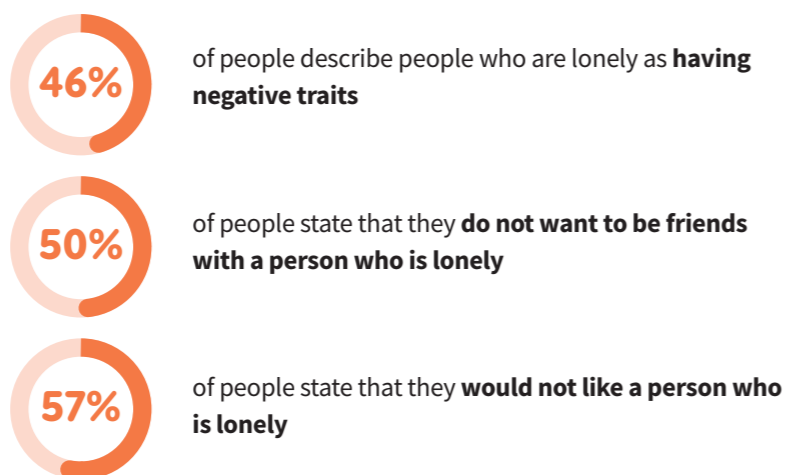 46%
of people describe people who are lonely as having
negative traits
50%
of people state that they do not want to be friends
with a person who is lonely
57%
of people state that they would not like a person who
is lonely